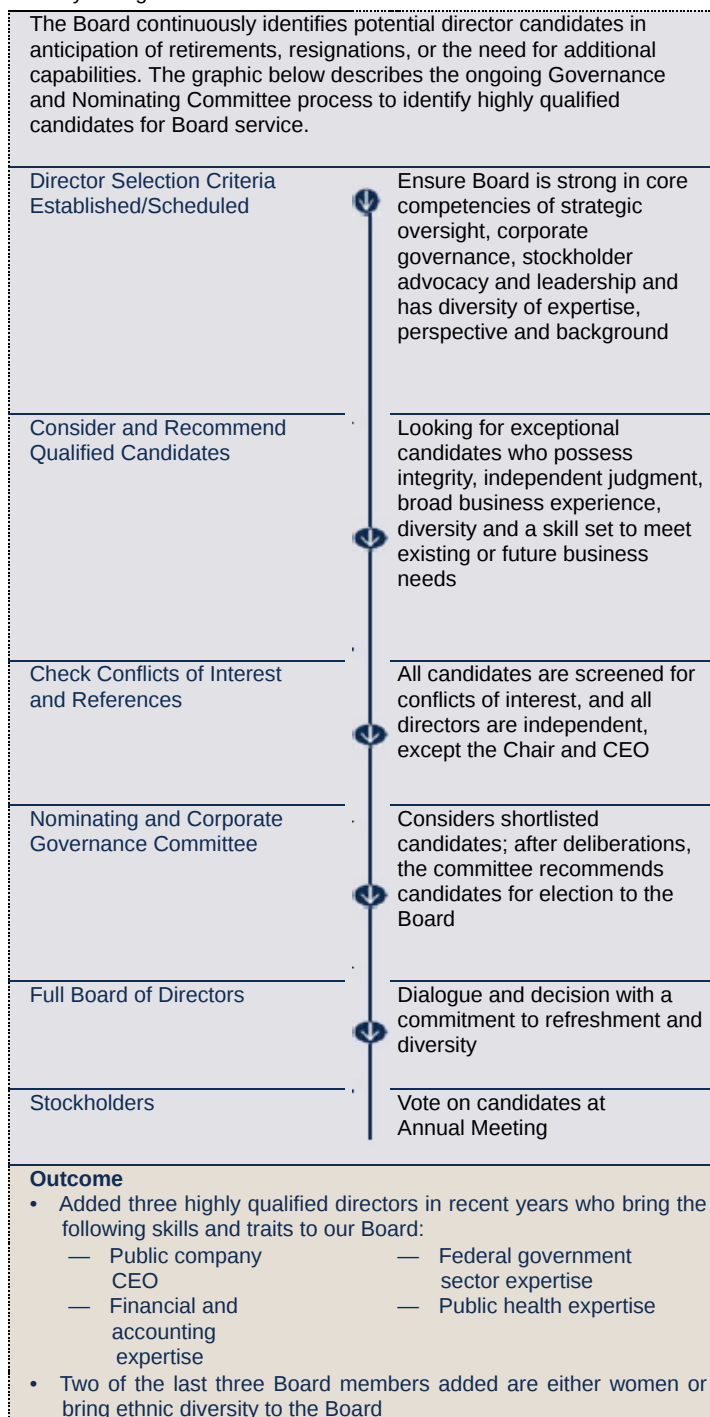 The Board continuously identifies potential director candidates in
anticipation of retirements, resignations, or the need for additional
capabilities. The graphic below describes the ongoing Governance
and Nominating Committee process to identify highly qualified
candidates for Board service.
Director Selection Criteria
Established/Scheduled
Ensure Board is strong in core
competencies of strategic
oversight, corporate
governance, stockholder
advocacy and leadership and
has diversity of expertise,
perspective and background
Consider and Recommend
Qualified Candidates
Looking for exceptional
candidates who possess
integrity, independent judgment,
broad business experience,
diversity and a skill set to meet
existing or future business
needs
Check Conflicts of Interest
and References
All candidates are screened for
conflicts of interest, and all
directors are independent,
except the Chair and CEO
Nominating and Corporate
Governance Committee
Considers shortlisted
candidates; after deliberations,
the committee recommends
candidates for election to the
Board
Full Board of Directors
Dialogue and decision with a
commitment to refreshment and
diversity
Stockholders
Vote on candidates at
Annual Meeting
Outcome
• Added three highly qualified directors in recent years who bring the
following skills and traits to our Board:
— Public company
CEO
— Financial and
accounting
expertise
— Federal government
sector expertise
— Public health expertise
• Two of the last three Board members added are either women or
bring ethnic diversity to the Board